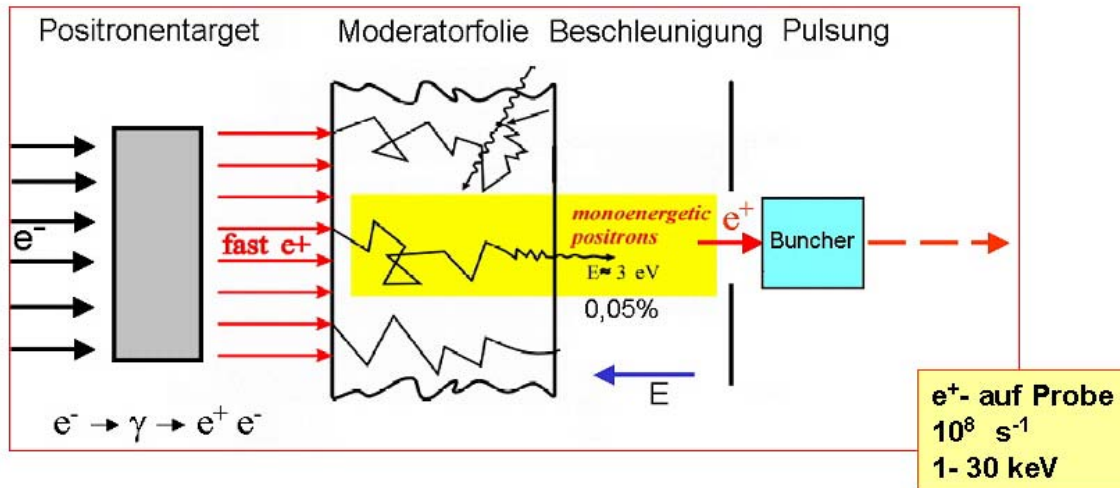 Positronentarget Moderatorfolie Beschleunigung Pulsung
e⁻
fast e+
monoenergetic
positrons
E≈ 3 eV
0,05%
e⁺
Buncher
E
e⁻ → γ → e⁺ e⁻
e⁺- auf Probe
10⁸ s⁻¹
1- 30 keV